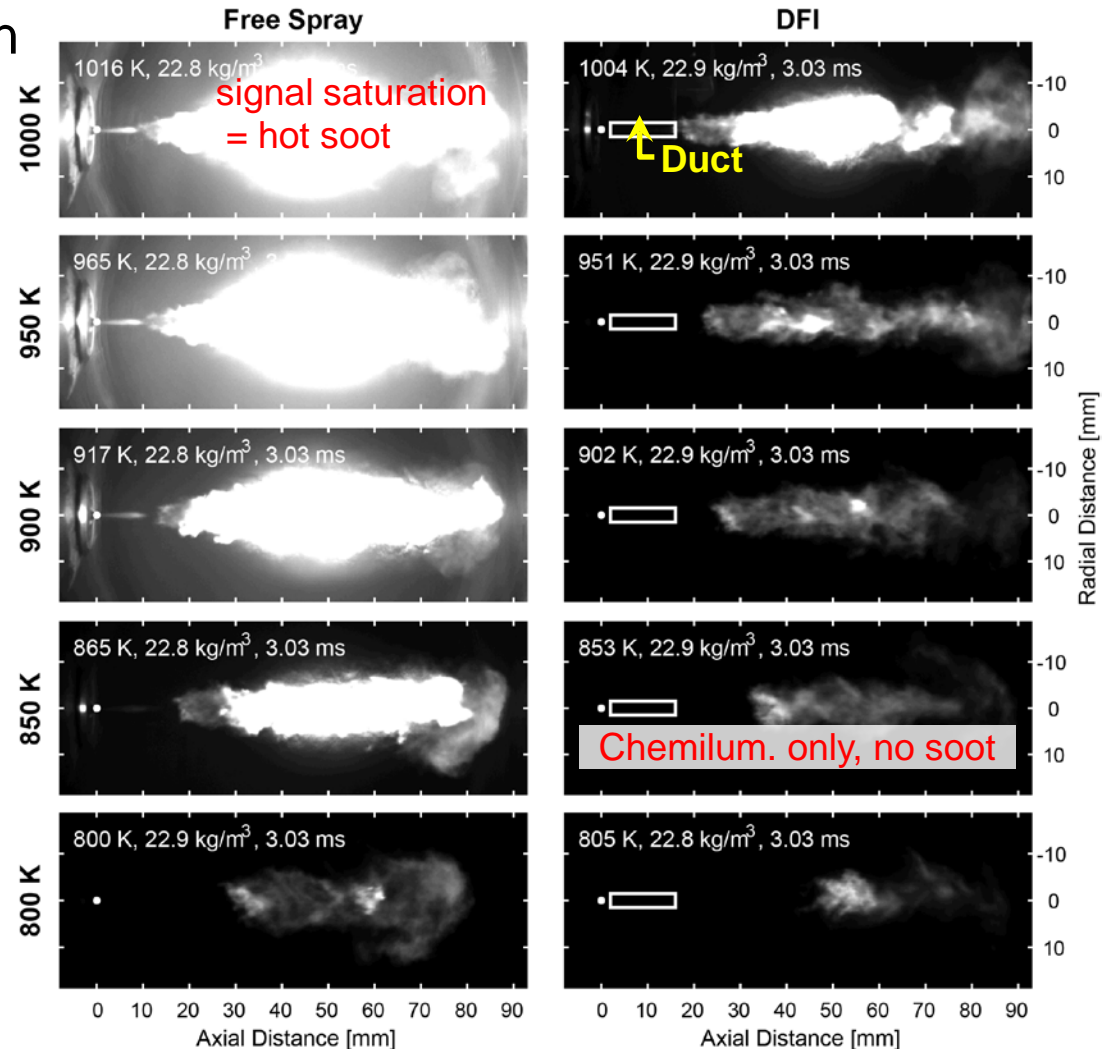 n
Free Spray
DFI
1000 K
1016 K, 22.8 kg/m³, 3.03 ms
signal saturation
= hot soot
1004 K, 22.9 kg/m³, 3.03 ms
Duct
-10
0
10
950 K
965 K, 22.8 kg/m³,
951 K, 22.9 kg/m³, 3.03 ms
-10
0
10
900 K
917 K, 22.8 kg/m³, 3.03 ms
902 K, 22.9 kg/m³, 3.03 ms
-10
0
10
Radial Distance [mm]
850 K
865 K, 22.8 kg/m³, 3.03 ms
853 K, 22.9 kg/m³, 3.03 ms
Chemilum. only, no soot
-10
0
10
800 K
800 K, 22.9 kg/m³, 3.03 ms
805 K, 22.8 kg/m³, 3.03 ms
-10
0
10
0 10 20 30 40 50 60 70 80 90
0 10 20 30 40 50 60 70 80 90
Axial Distance [mm]
Axial Distance [mm]